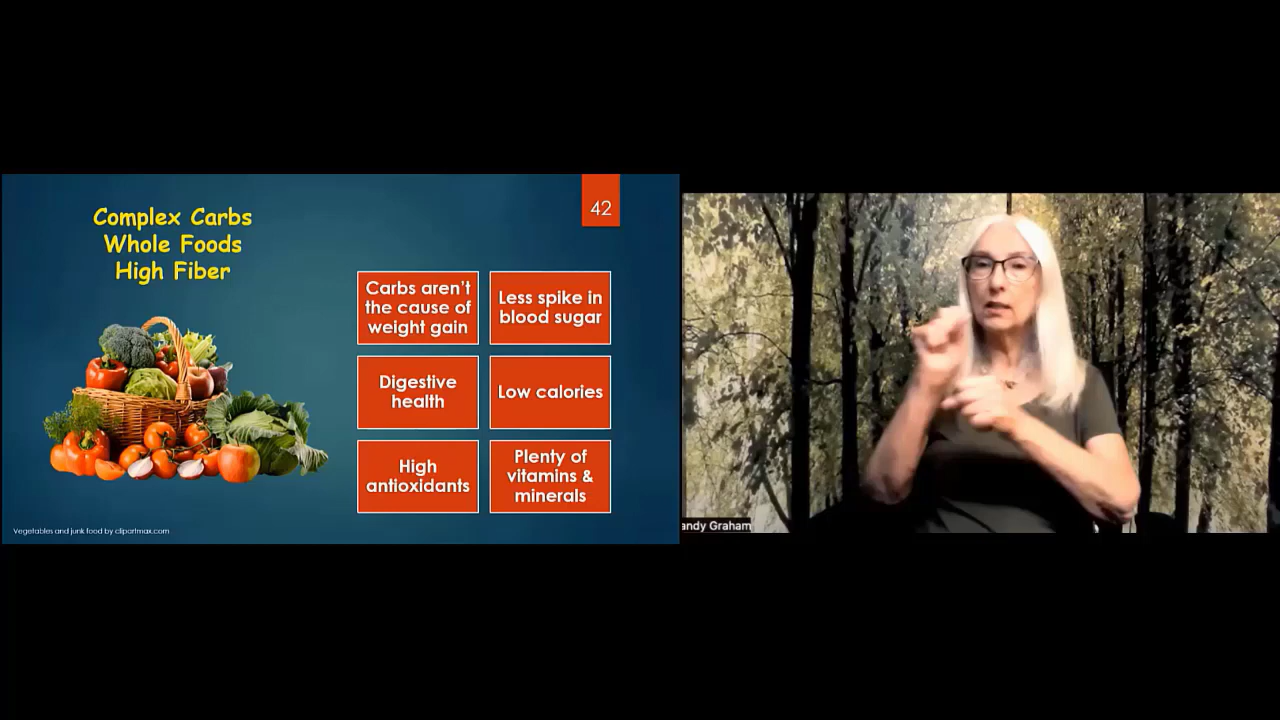 42
Complex Carbs
Whole Foods
High Fiber
Carbs aren't
the cause of
weight gain
Less spike in
blood sugar
Digestive
health
Low calories
High
antioxidants
Plenty of
vitamins &
minerals
Vegetables and junk food by clipartmax.com
andy Graham